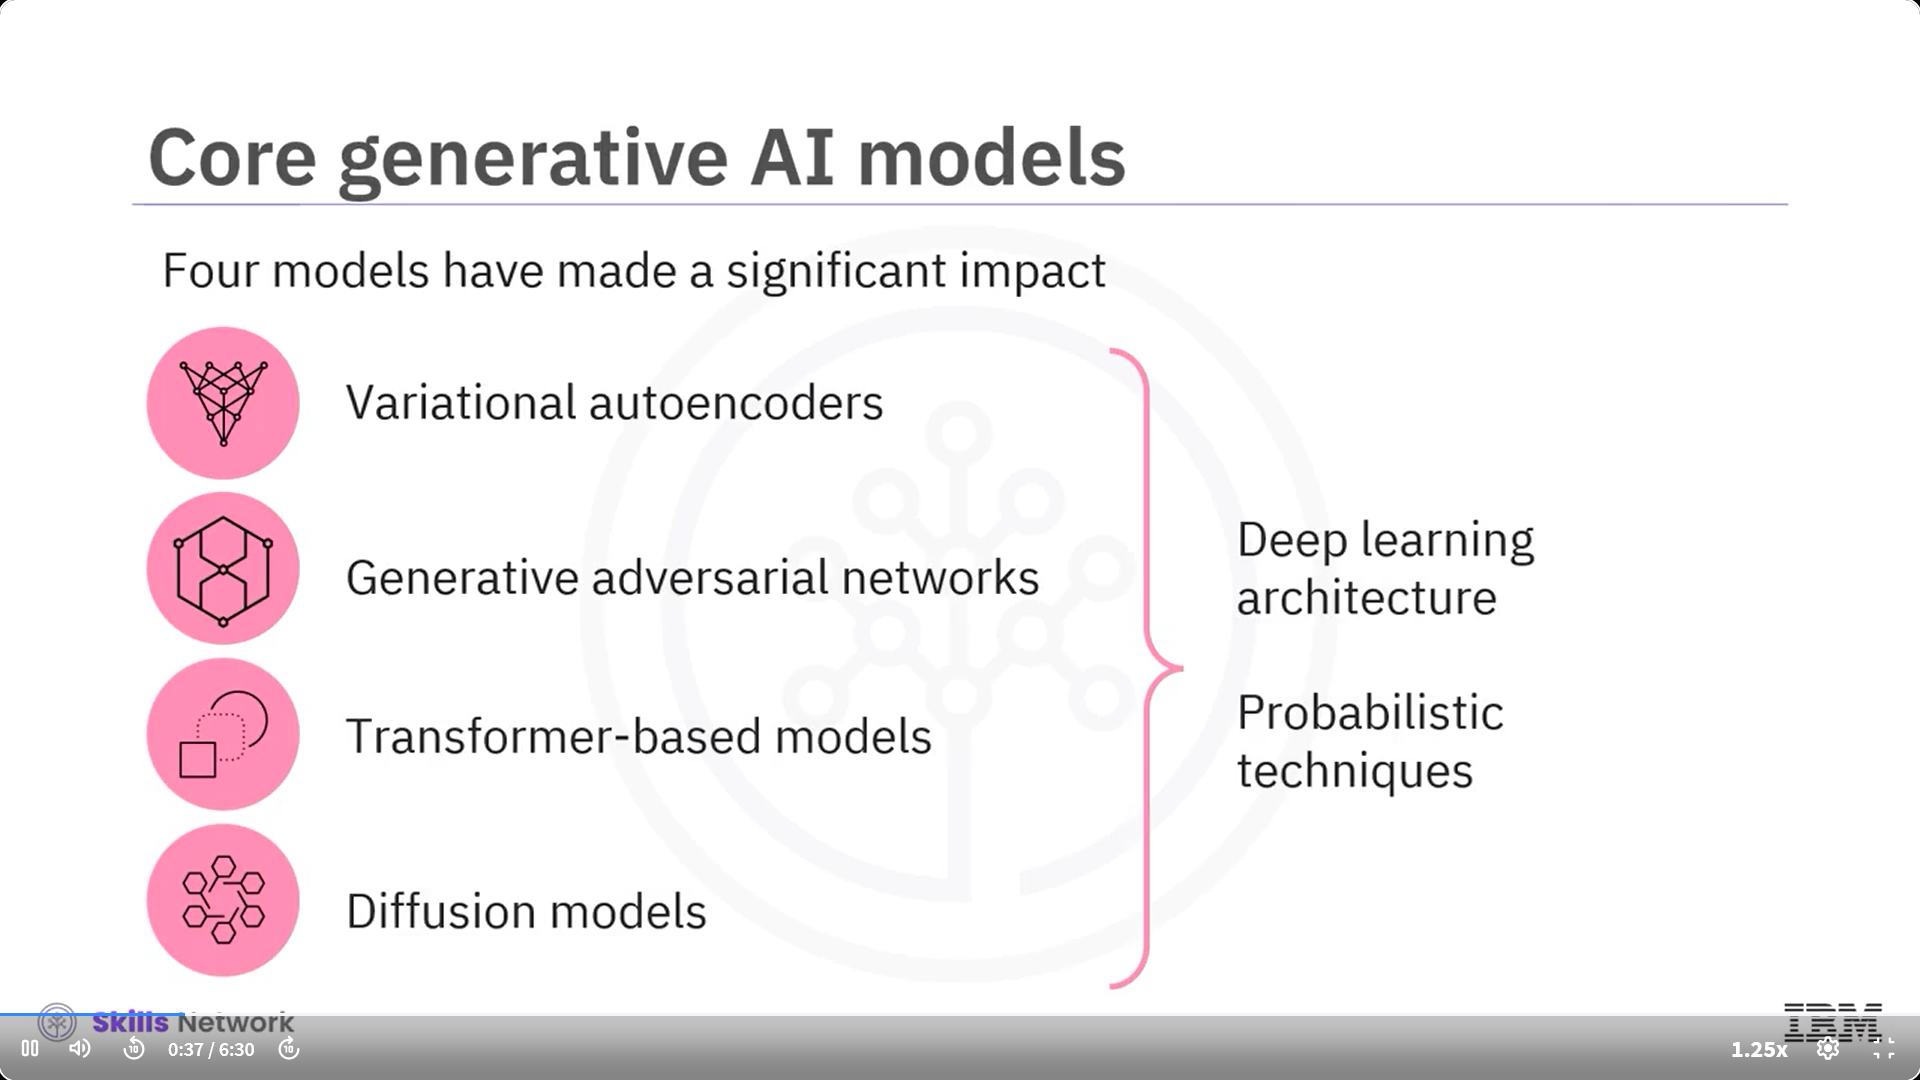 Core generative AI models
Four models have made a significant impact
Variational autoencoders
Generative adversarial networks
Transformer-based models
Diffusion models
Deep learning
architecture
Probabilistic
techniques
Skills Network
IBM
10
0:37 / 6:30
10
1.25x